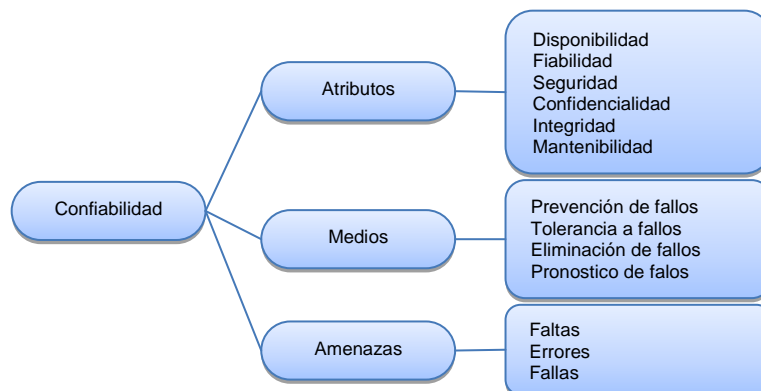 Confiabilidad
Atributos
Disponibilidad
Fiabilidad
Seguridad
Confidencialidad
Integridad
Mantenibilidad
Medios
Prevención de fallos
Tolerancia a fallos
Eliminación de fallos
Pronostico de falos
Amenazas
Faltas
Errores
Fallas